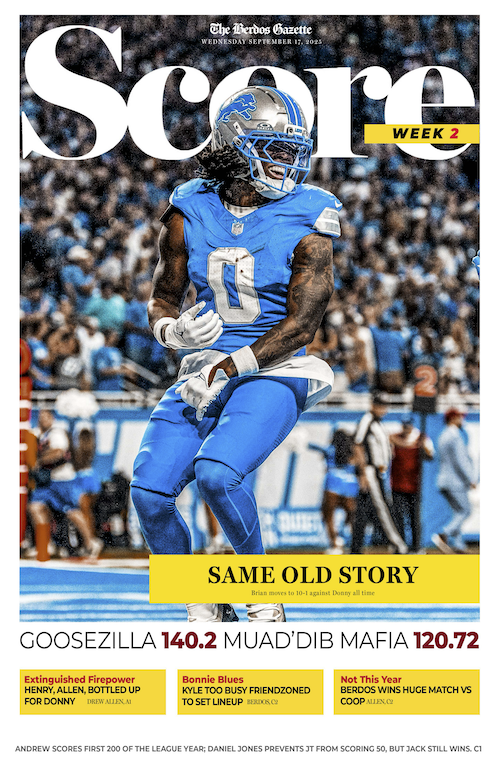 The Berdos Gazette
WEDNESDAY SEPTEMBER 17, 2025
Score
WEEK 2
0
2
SAME OLD STORY
Brian moves to 10-1 against Donny all time
GOOSEZILLA 140.2 MUAD'DIB MAFIA 120.72
Extinguished Firepower
HENRY, ALLEN, BOTTLED UP
FOR DONNY DREW ALLEN, A1
Bonnie Blues
KYLE TOO BUSY FRIENDZONED
TO SET LINEUP BERDOS, C2
Not This Year
BERDOS WINS HUGE MATCH VS
COOP ALLEN, C2
ANDREW SCORES FIRST 200 OF THE LEAGUE YEAR; DANIEL JONES PREVENTS JT FROM SCORING 50, BUT JACK STILL WINS. C1